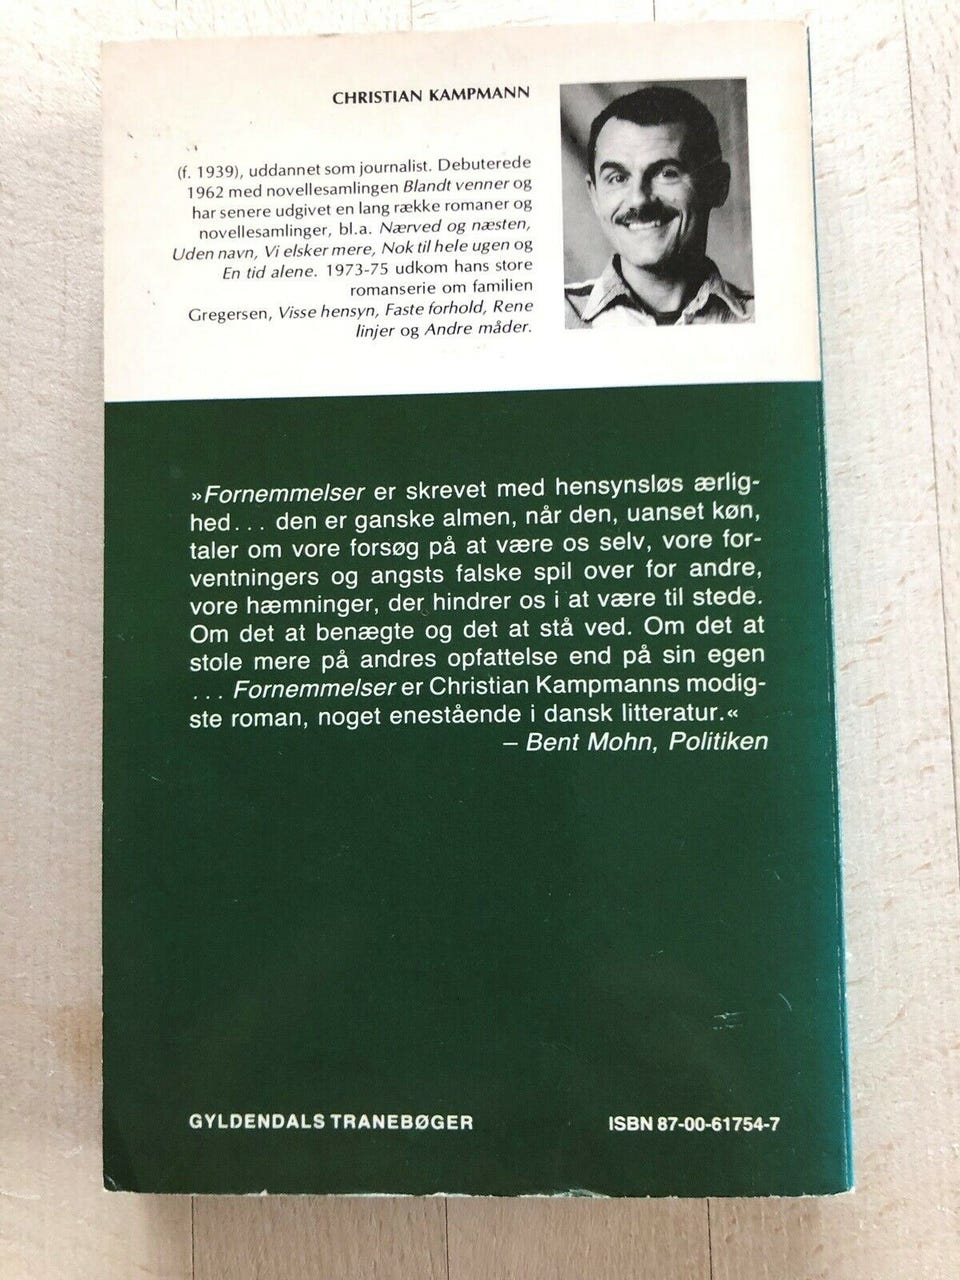 CHRISTIAN KAMPMANN
(f. 1939), uddannet som journalist. Debuterede
1962 med novellesamlingen Blandt venner og
har senere udgivet en lang række romaner og
novellesamlinger, bl.a. Nærved og næsten,
Uden navn, Vi elsker mere, Nok til hele ugen og
En tid alene. 1973-75 udkom hans store
romanserie om familien
Gregersen, Visse hensyn, Faste forhold, Rene
linjer og Andre måder.
»Fornemmelser er skrevet med hensynsløs ærlig-
hed... den er ganske almen, når den, uanset køn,
taler om vore forsøg på at være os selv, vore for-
ventningers og angsts falske spil over for andre,
vore hæmninger, der hindrer os i at være til stede.
Om det at benægte og det at stå ved. Om det at
stole mere på andres opfattelse end på sin egen
... Fornemmelser er Christian Kampmanns modig-
ste roman, noget enestående i dansk litteratur.«
– Bent Mohn, Politiken
GYLDENDALS TRANEBØGER
ISBN 87-00-61754-7